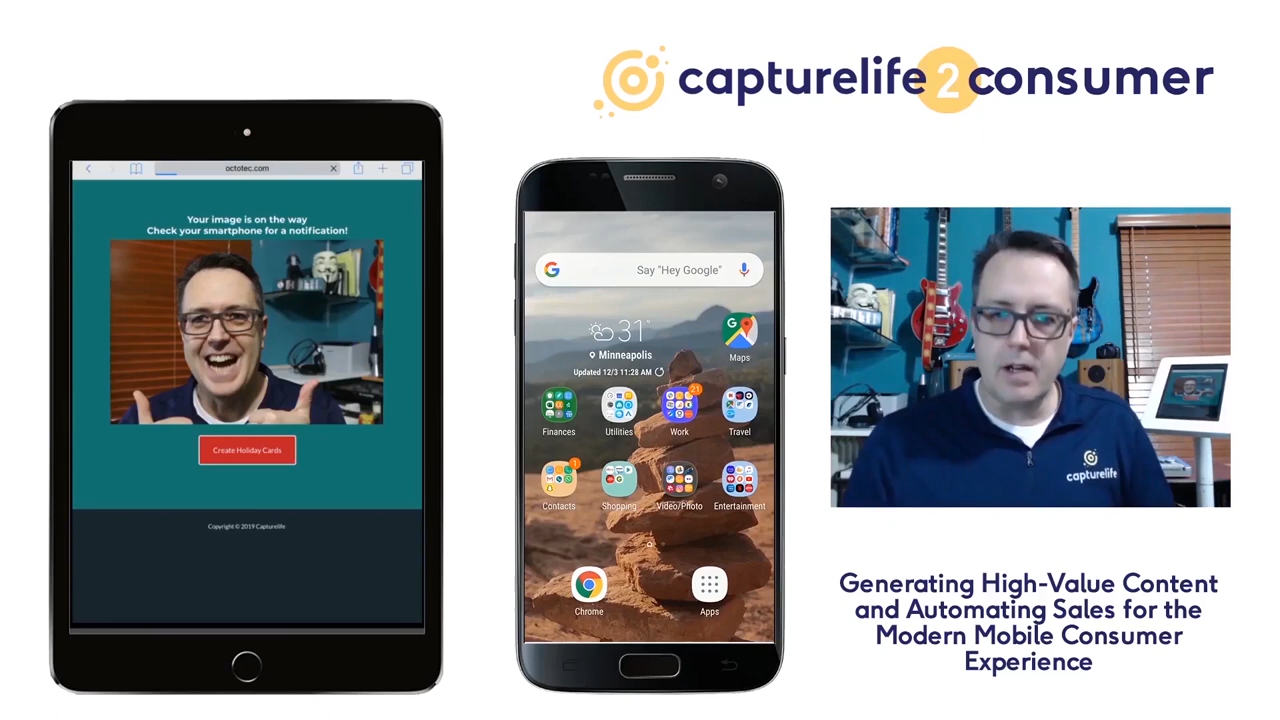 capturelife 2 consumer
octotec.com
Your image is on the way
Check your smartphone for a notification!
Create Holiday Cards
Copyright © 2019 Capturelife
Say "Hey Google"
31°
Minneapolis
Updated 12/3 11:28 AM
Maps
21
Finances
Utilities
Work
Travel
1
Contacts
Shopping
Video/Photo
Entertainment
Chrome
Apps
capturelife
Generating High-Value Content
and Automating Sales for the
Modern Mobile Consumer
Experience